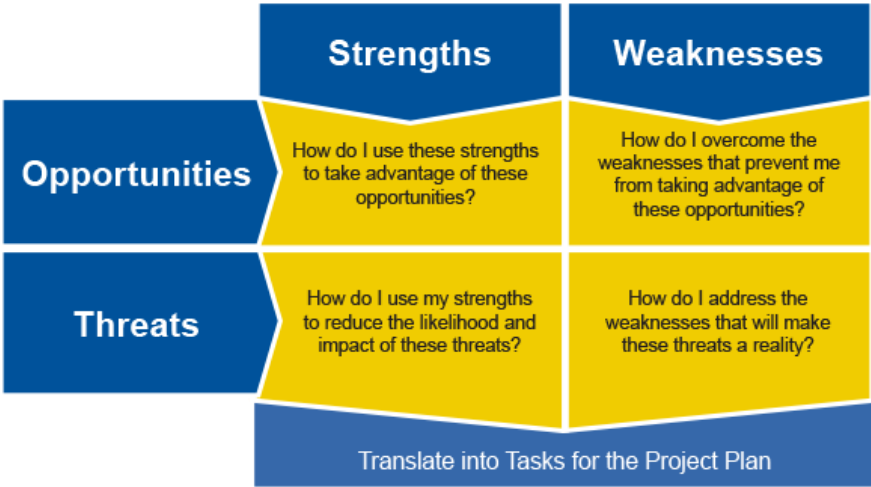 Strengths
Weaknesses
Opportunities
How do I use these strengths
to take advantage of these
opportunities?
How do I overcome the
weaknesses that prevent me
from taking advantage of
these opportunities?
Threats
How do I use my strengths
to reduce the likelihood and
impact of these threats?
How do I address the
weaknesses that will make
these threats a reality?
Translate into Tasks for the Project Plan